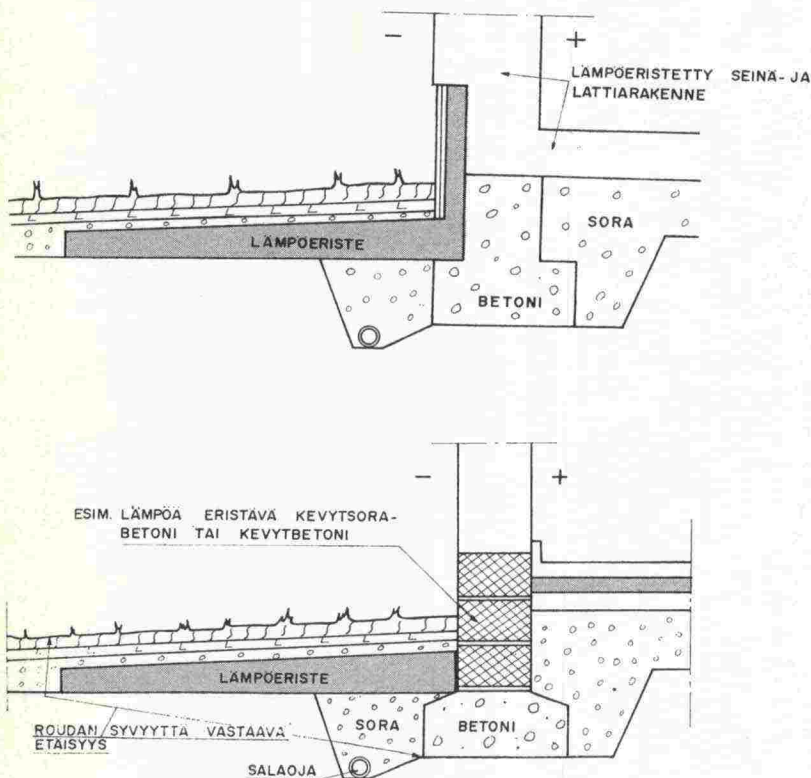 - +
LÄMPÖERISTETTY SEINÄ- JA
LATTIARAKENNE
SORA
LÄMPÖERISTE
BETONI
- +
ESIM. LÄMPÖÄ ERISTÄVÄ KEVYTSORA-
BETONI TAI KEVYTBETONI
LÄMPÖERISTE
ROUDAN SYVYYTTÄ VASTAAVA
ETÄISYYS
SORA
BETONI
SALAOJA